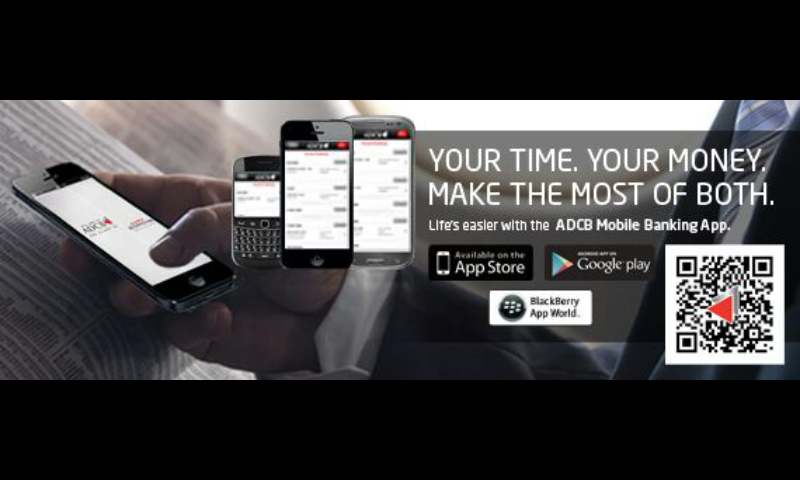 YOUR TIME. YOUR MONEY.
MAKE THE MOST OF BOTH.
Life's easier with the ADCB Mobile Banking App.
Available on the
App Store
ANDROID APP ON
Google play
BlackBerry
App World.
ADCB